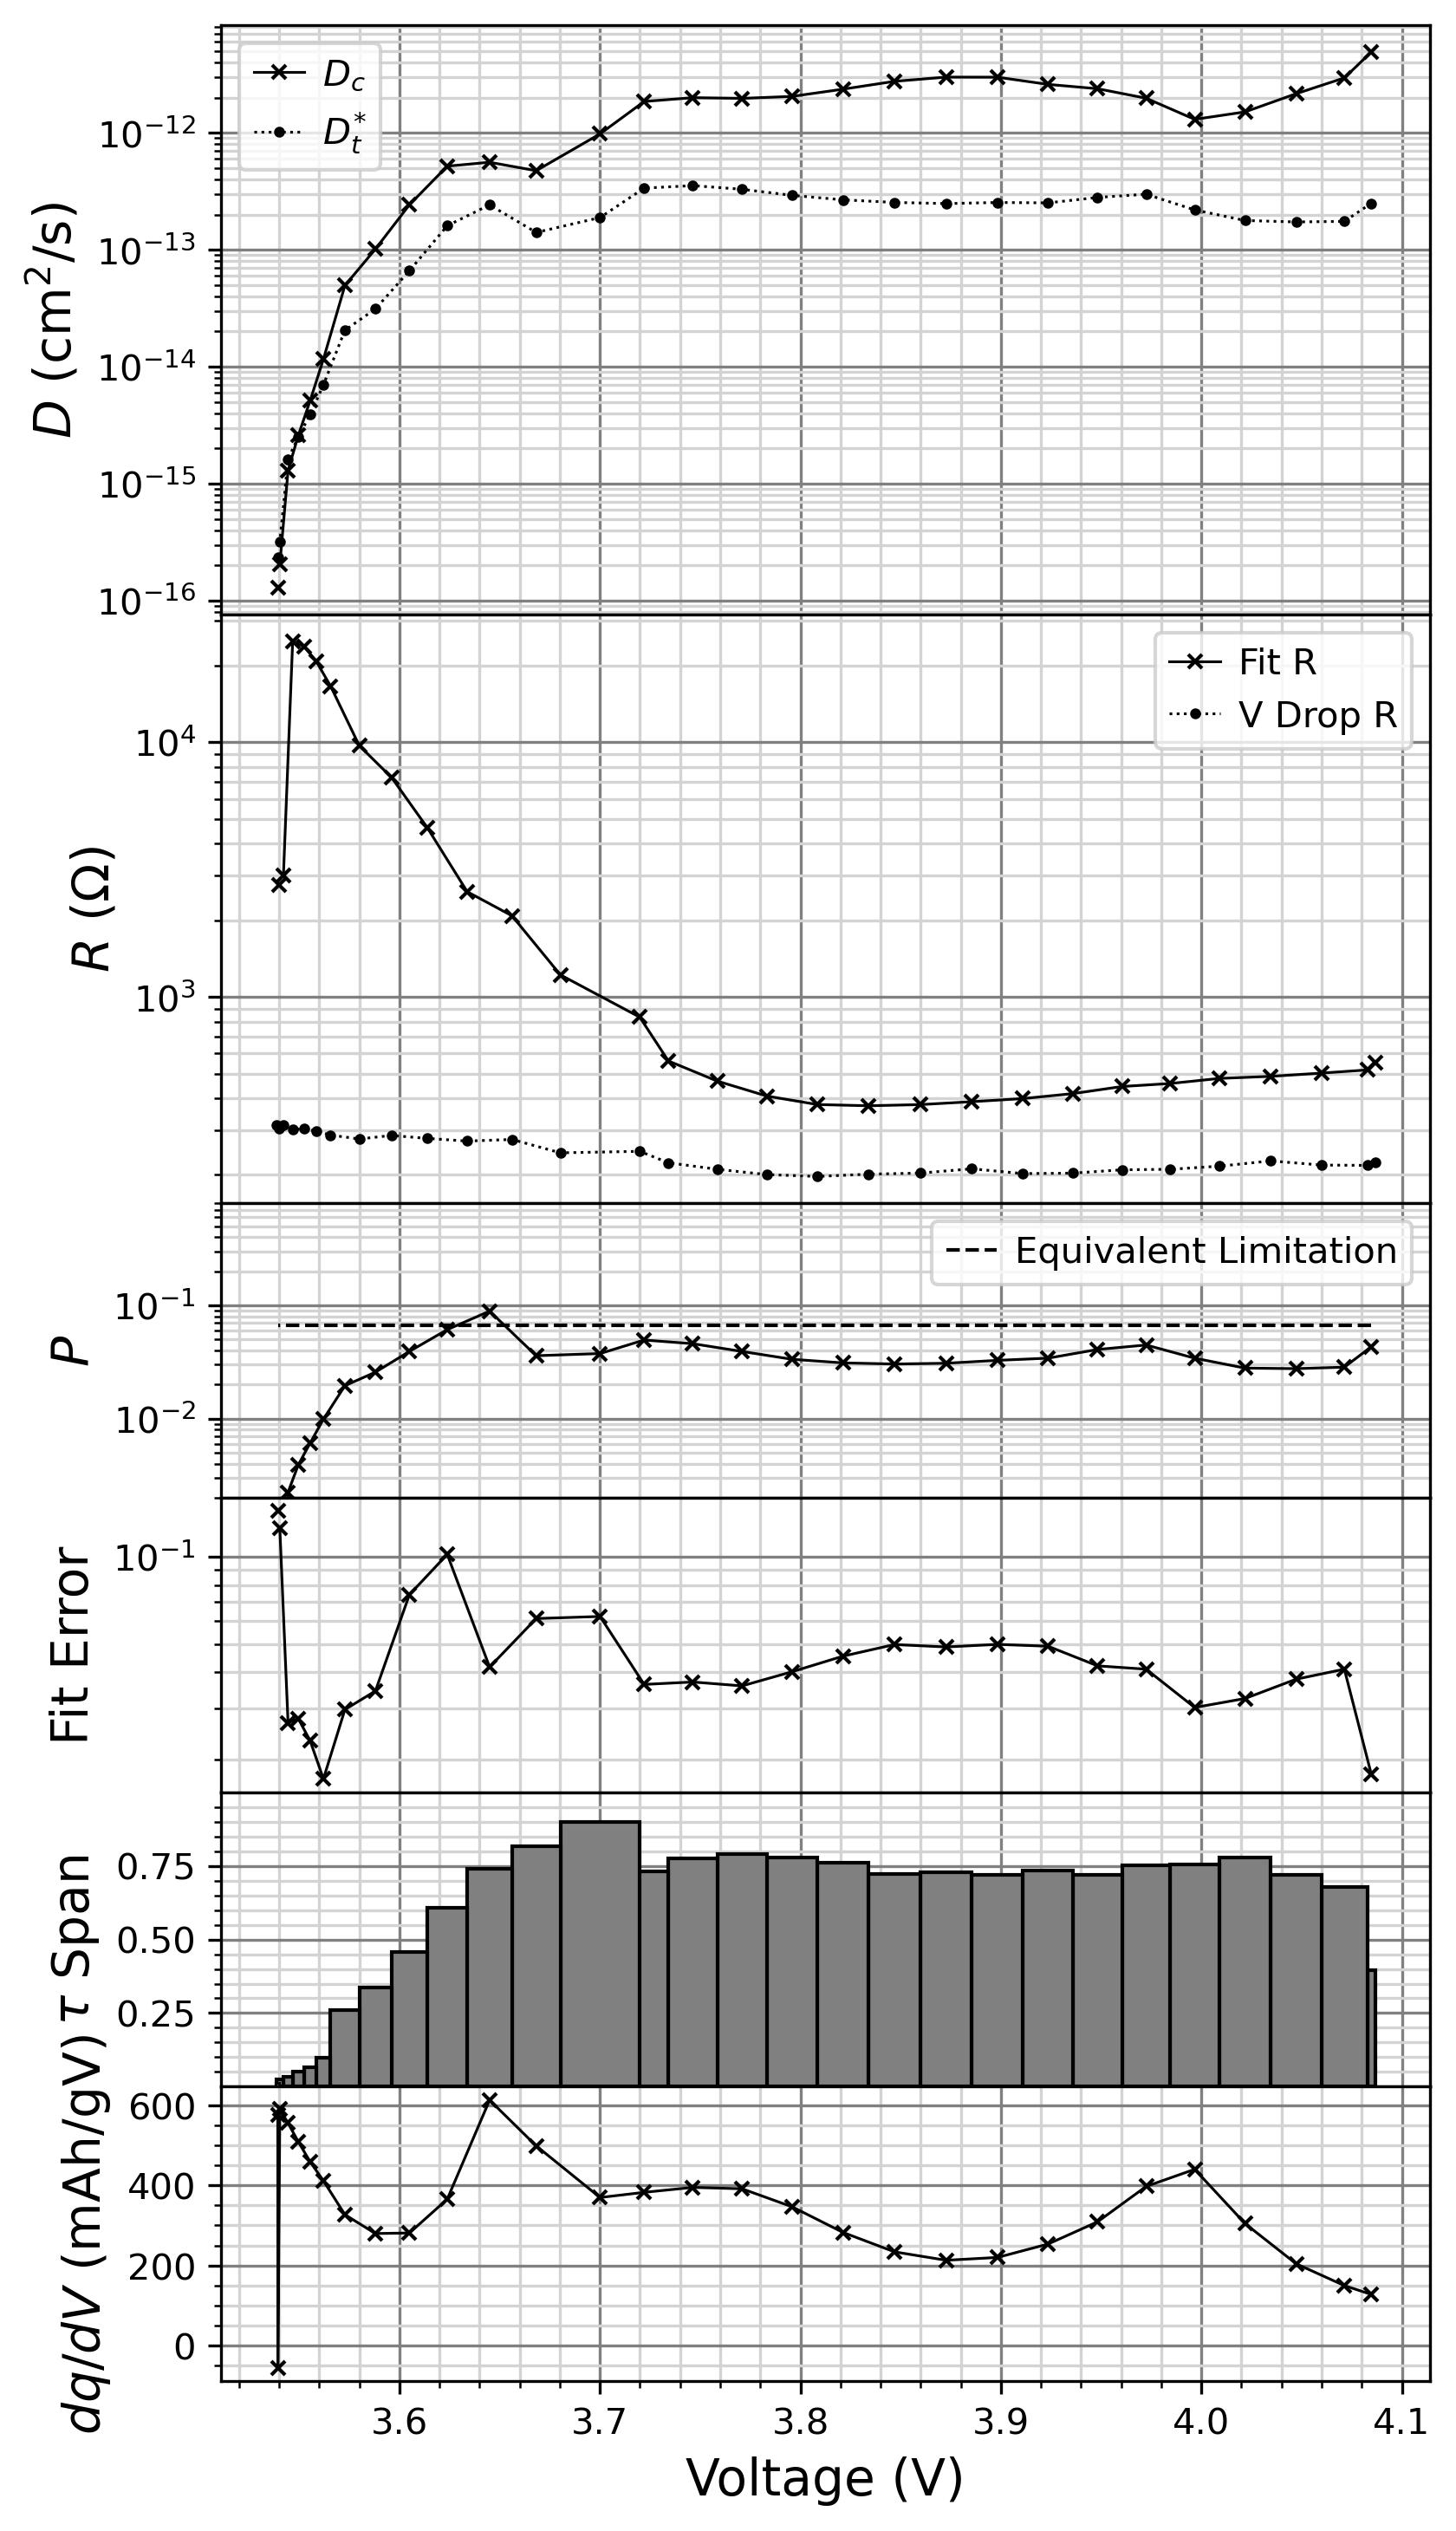 D_c
D_t^*
10^−12
10^−13
10^−14
10^−15
10^−16
D (cm²/s)
Fit R
V Drop R
10^4
10^3
R (Ω)
Equivalent Limitation
10^−1
10^−2
P
10^−1
Fit Error
0.75
0.50
0.25
τ Span
600
400
200
0
dq/dV (mAh/gV)
3.6 3.7 3.8 3.9 4.0 4.1
Voltage (V)